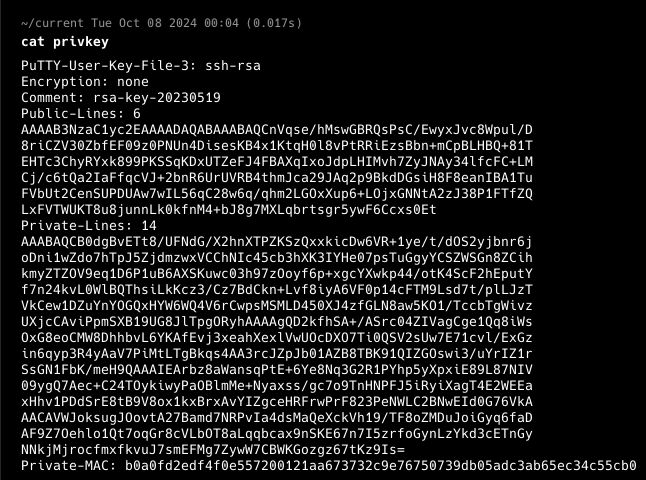 ~/current Tue Oct 08 2024 00:04 (0.017s)
cat privkey
PuTTY-User-Key-File-3: ssh-rsa
Encryption: none
Comment: rsa-key-20230519
Public-Lines: 6
AAAAB3NzaC1yc2EAAAADAQABAAABAQCnVqse/hMswGBRQsPsC/EwyxJvc8Wpul/D
8riCZV30ZbfEF09z0PNUn4DisesKB4x1KtqH0l8vPtRRiEzsBbn+mCpBLHBQ+81T
EHTc3ChyRYxk899PKSSqKDxUTZeFJ4FBAXqIxoJdpLHIMvh7ZyJNAy34lfcFC+LM
Cj/c6tQa2IaFfqcVJ+2bnR6UrUVRB4thmJca29JAq2p9BkdDGsiH8F8eanIBA1Tu
FVbUt2CenSUPDUAw7wIL56qC28w6q/qhm2LGOxXup6+LOjxGNNtA2zJ38P1FTfZQ
LxFVTWUKT8u8junnLk0kfnM4+bJ8g7MXLqbrtsgr5ywF6Ccxs0Et
Private-Lines: 14
AAABAQCB0dgBvETt8/UFNdG/X2hnXTPZKSzQxxkicDw6VR+1ye/t/dOS2yjbnr6j
oDni1wZdo7hTpJ5ZjdmzwxVCChNIc45cb3hXK3IYHe07psTuGgyYCSZWSGn8ZCih
kmyZTZOV9eq1D6P1uB6AXSKuwc03h97zOoyf6p+xgcYXwkp44/otK4ScF2hEputY
f7n24kvL0WlBQThsiLkKcz3/Cz7BdCkn+Lvf8iyA6VF0p14cFTM9Lsd7t/plLJzT
VkCew1DZuYnYOGQxHYW6WQ4V6rCwpsMSMLD450XJ4zfGLN8aw5KO1/TccbTgWivz
UXjcCAviPpmSXB19UG8JlTpgORyhAAAAgQD2kfhSA+/ASrc04ZIVagCge1Qq8iWs
OxG8eoCMW8DhhbvL6YKAfEvj3xeahXexlVwUOcDXO7Ti0QSV2sUw7E71cvl/ExGz
in6qyp3R4yAaV7PiMtLTgBkqs4AA3rcJZpJb01AZB8TBK91QIZGOswi3/uYrIZ1r
SsGN1FbK/meH9QAAAIEArbz8aWansqPtE+6Ye8Nq3G2R1PYhp5yXpxiE89L87NIV
09ygQ7Aec+C24TOykiwyPaOBlmMe+Nyaxss/gc7o9TnHNPFJ5iRyiXagT4E2WEEa
xHhv1PDdSrE8tB9V8ox1kxBrxAvYIZgceHRFrwPrF823PeNWLC2BNwEId0G76VkA
AACAVWJoksugJOovtA27Bamd7NRPvIa4dsMaQeXckVh19/TF8oZMDuJoiGyq6faD
AF9Z7Oehlo1Qt7oqGr8cVLbOT8aLqqbcax9nSKE67n7I5zrfoGynLzYkd3cETnGy
NNkjMjrocfmxfkvuJ7smEFMg7ZywW7CBWKGozgz67tKz9Is=
Private-MAC: b0a0fd2edf4f0e557200121aa673732c9e76750739db05adc3ab65ec34c55cb0